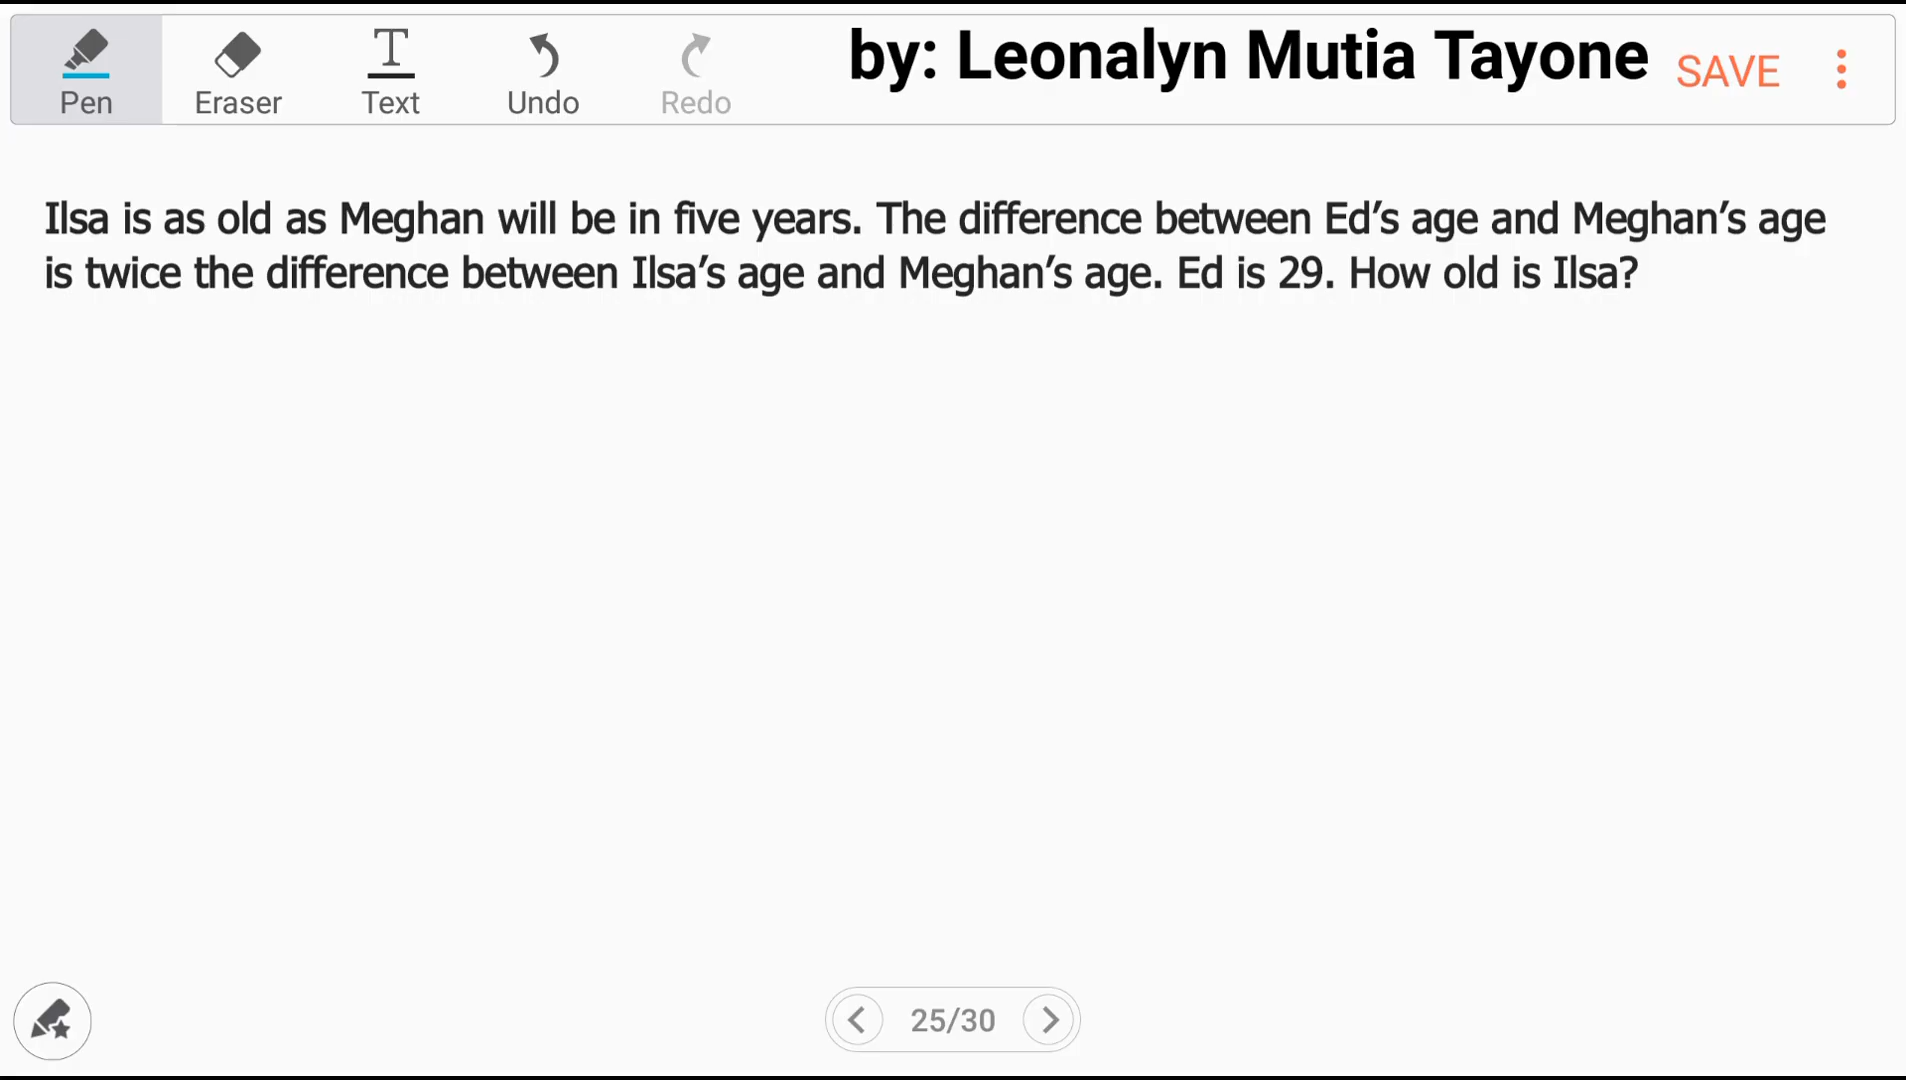 Pen
Eraser
Text
Undo
Redo
by: Leonalyn Mutia Tayone
SAVE
Ilsa is as old as Meghan will be in five years. The difference between Ed’s age and Meghan’s age
is twice the difference between Ilsa’s age and Meghan’s age. Ed is 29. How old is Ilsa?
25/30